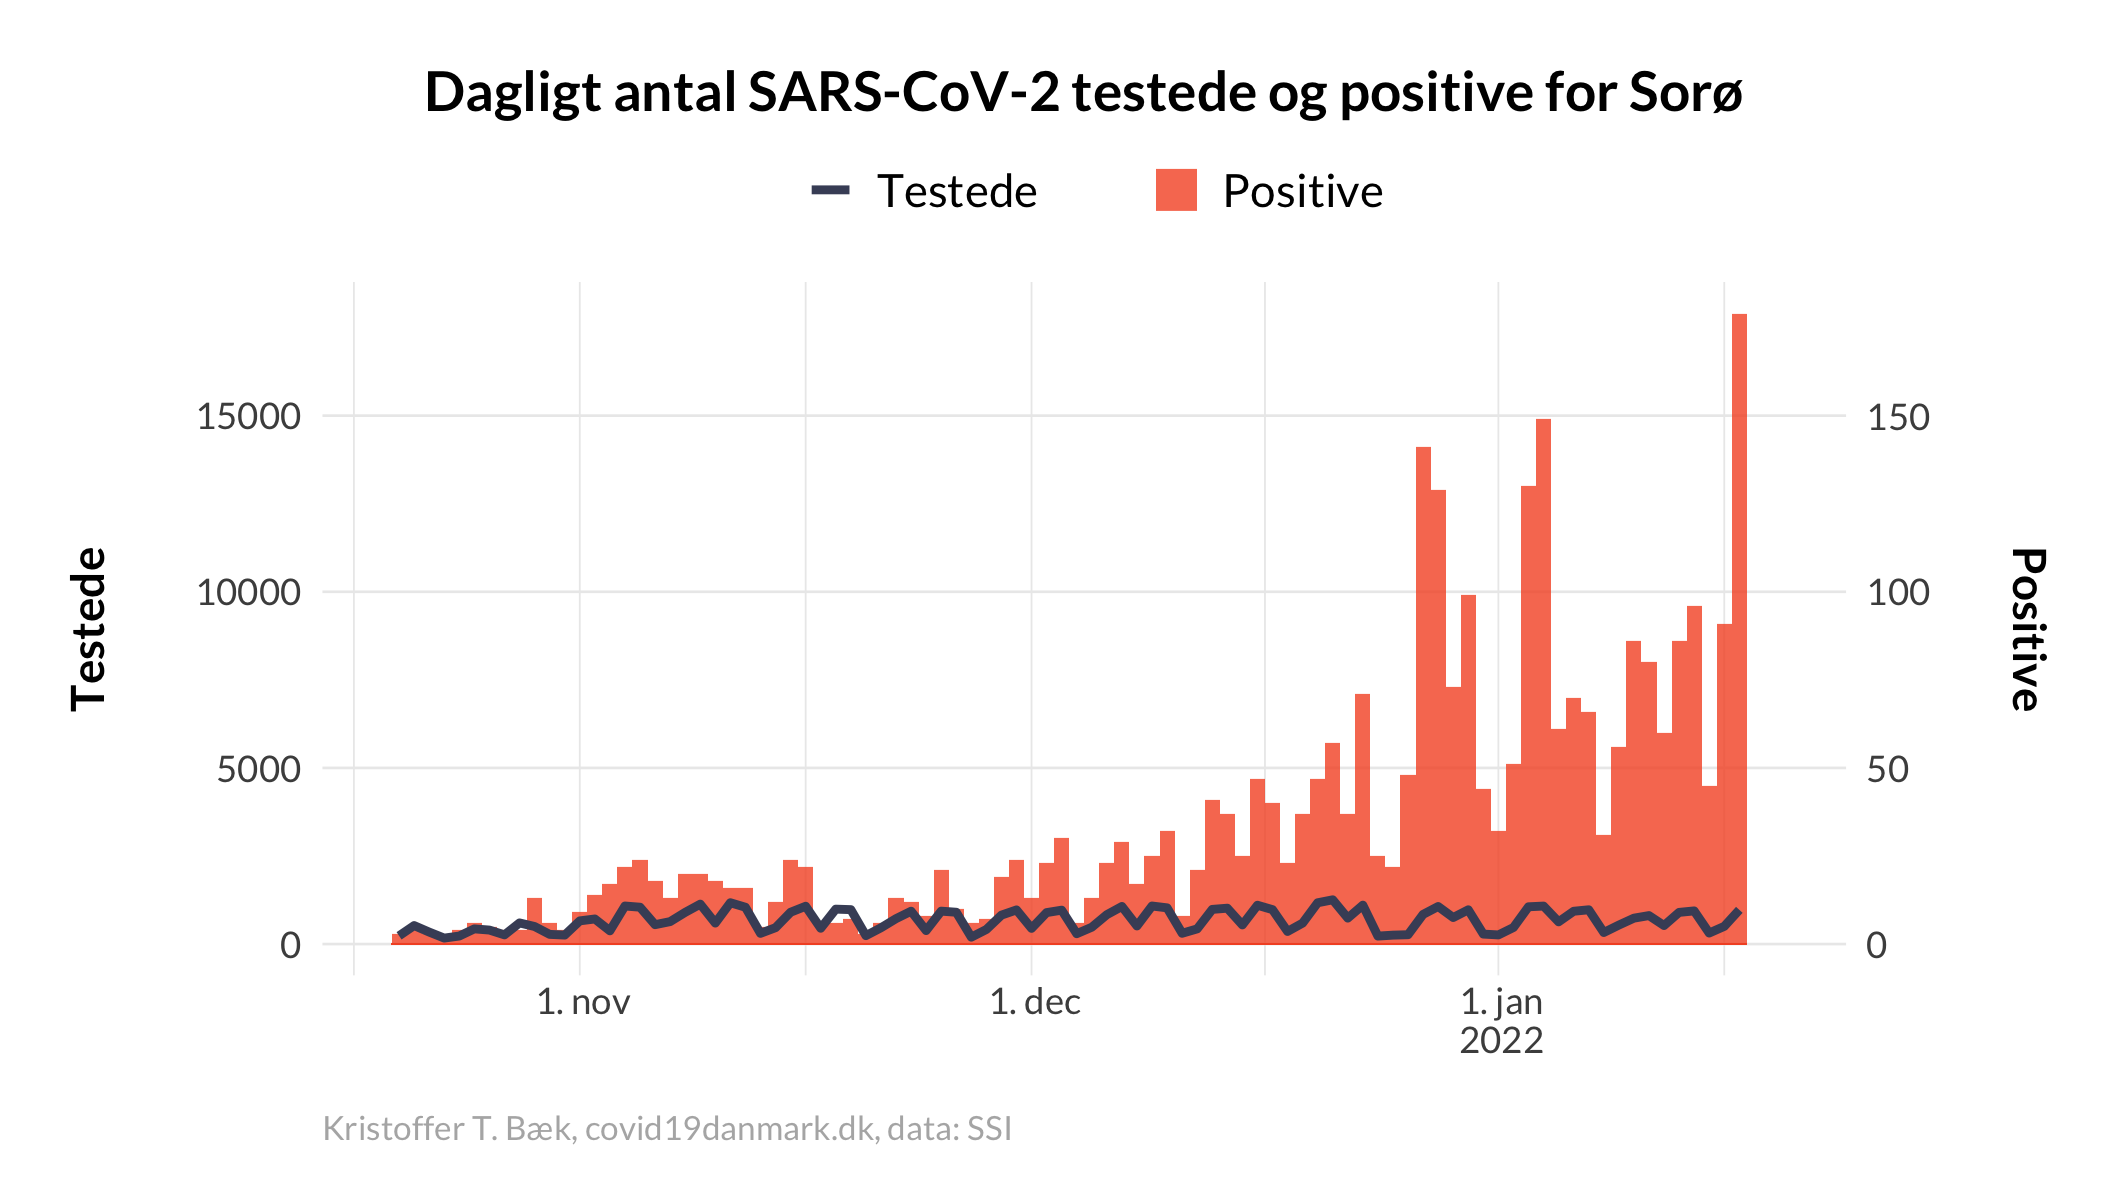 Dagligt antal SARS-CoV-2 testede og positive for Sorø
Testede
Positive
Testede
15000
10000
5000
0
150
100
50
0
Positive
1. nov
1. dec
1. jan
2022
Kristoffer T. Bæk, covid19danmark.dk, data: SSI